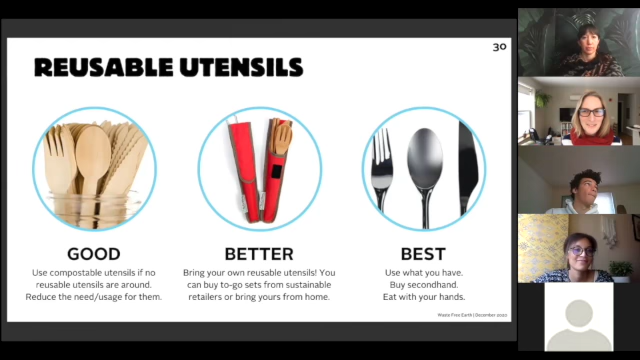 30
REUSABLE UTENSILS
GOOD
Use compostable utensils if no
reusable utensils are around.
Reduce the need/usage for them.
BETTER
Bring your own reusable utensils! You
can buy to-go sets from sustainable
retailers or bring yours from home.
BEST
Use what you have.
Buy secondhand.
Eat with your hands.
Waste Free Earth | December 2020